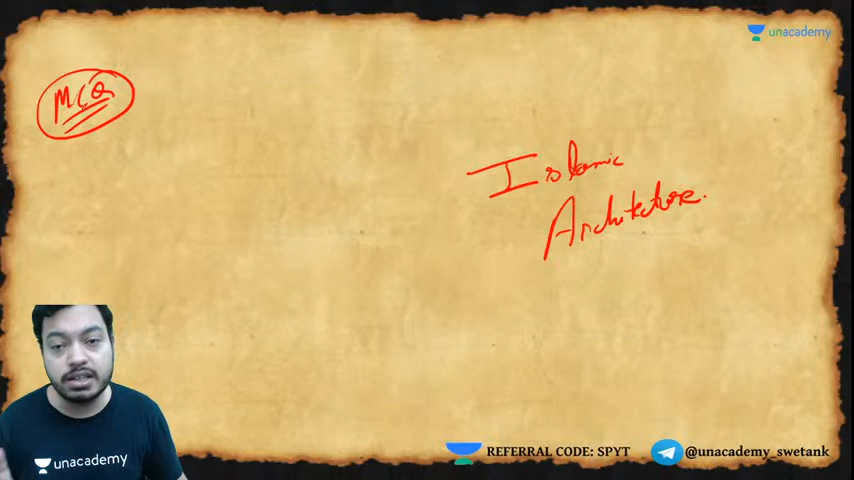 unacademy
MCQ
Islamic
Architecture.
unacademy
REFERRAL CODE: SPYT
@unacademy_swetank